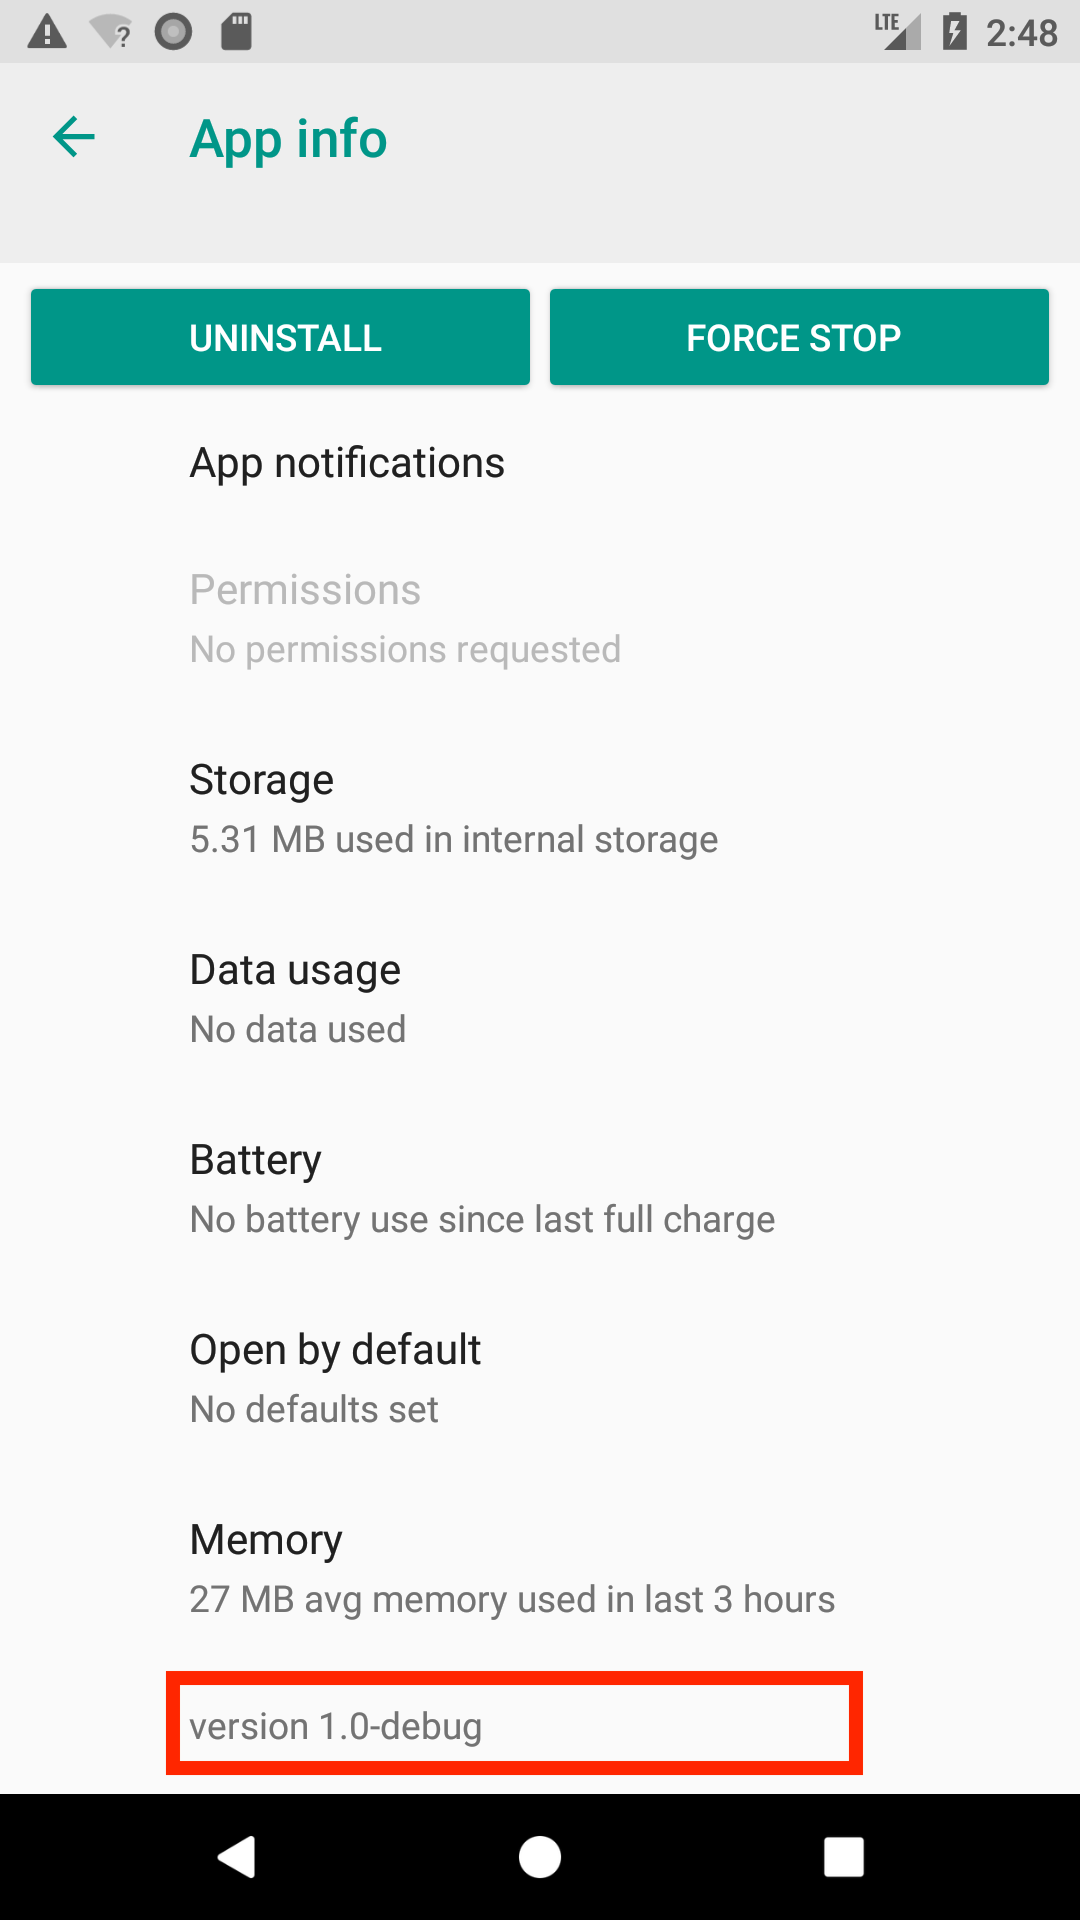 LTE 2:48
App info
UNINSTALL FORCE STOP
App notifications
Permissions
No permissions requested
Storage
5.31 MB used in internal storage
Data usage
No data used
Battery
No battery use since last full charge
Open by default
No defaults set
Memory
27 MB avg memory used in last 3 hours
version 1.0-debug